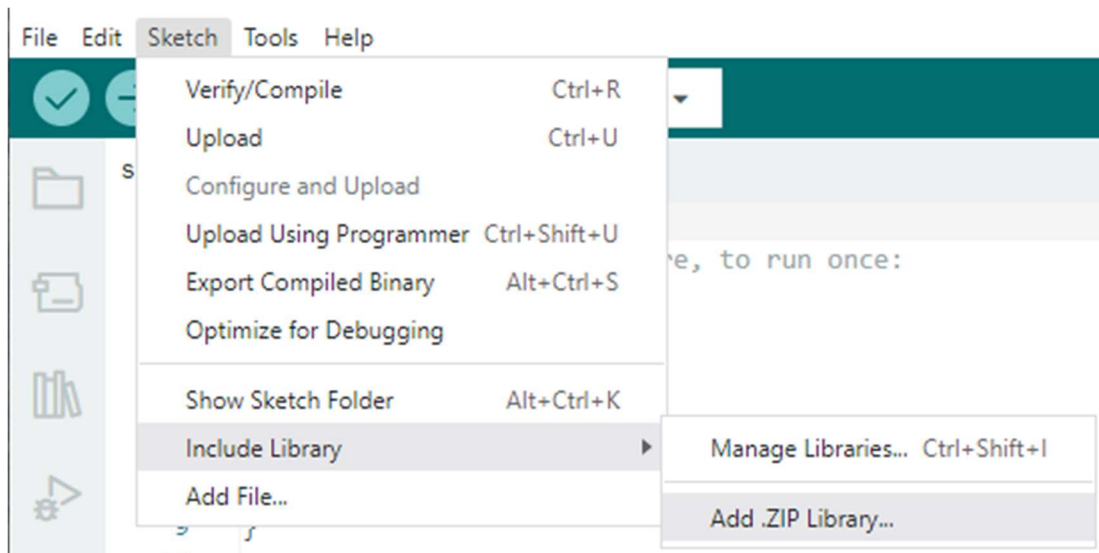 File Edit Sketch Tools Help
Verify/Compile Ctrl+R
Upload Ctrl+U
s
Configure and Upload
Upload Using Programmer Ctrl+Shift+U
e, to run once:
Export Compiled Binary Alt+Ctrl+S
Optimize for Debugging
Show Sketch Folder Alt+Ctrl+K
Include Library
Manage Libraries... Ctrl+Shift+I
Add File...
Add .ZIP Library...
9 }